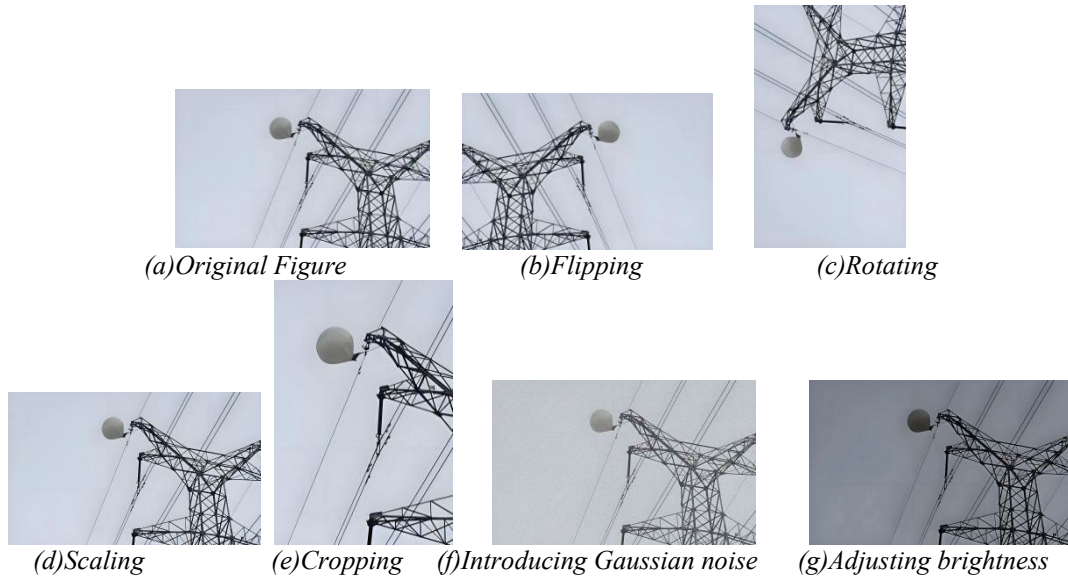 (a)Original Figure
(b)Flipping
(c)Rotating
(d)Scaling
(e)Cropping
(f)Introducing Gaussian noise
(g)Adjusting brightness